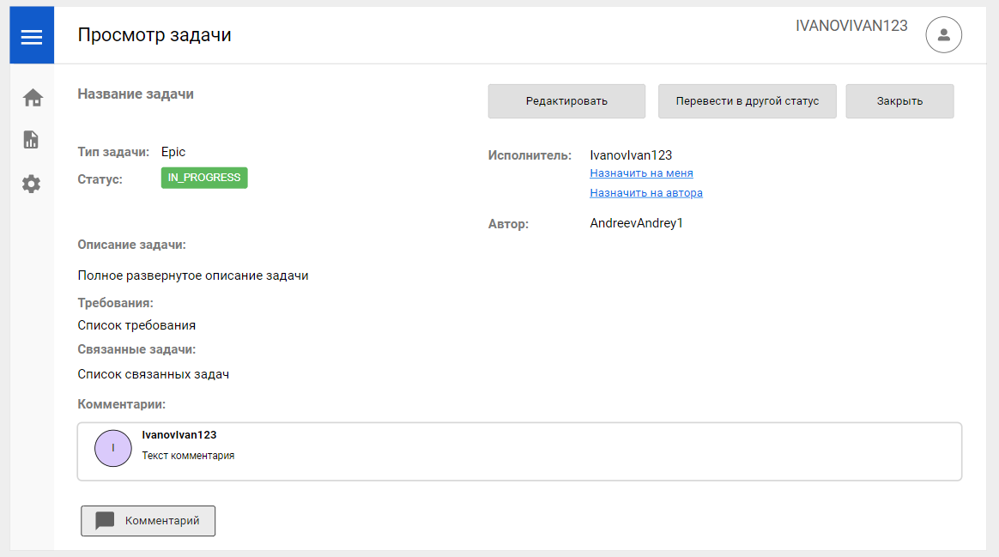 Просмотр задачи
IVANOVIVAN123
Название задачи
Редактировать
Перевести в другой статус
Закрыть
Тип задачи: Epic
Статус: IN_PROGRESS
Исполнитель: IvanovIvan123
Назначить на меня
Назначить на автора
Автор: AndreevAndrey1
Описание задачи:
Полное развернутое описание задачи
Требования:
Список требования
Связанные задачи:
Список связанных задач
Комментарии:
I
IvanovIvan123
Текст комментария
Комментарий